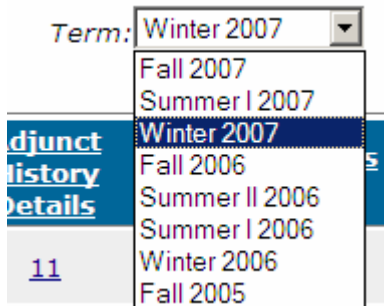 Term: Winter 2007
Fall 2007
Summer I 2007
Winter 2007
Fall 2006
Summer II 2006
Summer I 2006
Winter 2006
Fall 2005
djunct
History
Details
s
11